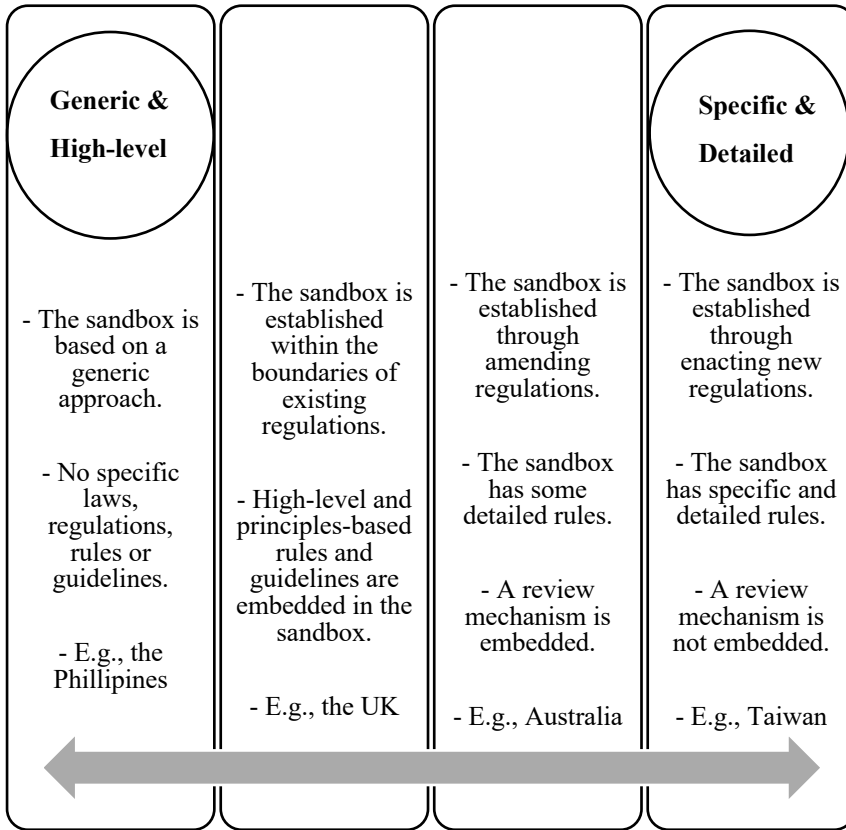 Generic &
High-level
- The sandbox is
based on a
generic
approach.
- No specific
laws,
regulations,
rules or
guidelines.
- E.g., the
Phillipines
- The sandbox is
established
within the
boundaries of
existing
regulations.
- High-level and
principles-based
rules and
guidelines are
embedded in the
sandbox.
- E.g., the UK
- The sandbox is
established
through
amending
regulations.
- The sandbox
has some
detailed rules.
- A review
mechanism is
embedded.
- E.g., Australia
Specific &
Detailed
- The sandbox is
established
through
enacting new
regulations.
- The sandbox
has specific and
detailed rules.
- A review
mechanism is
not embedded.
- E.g., Taiwan